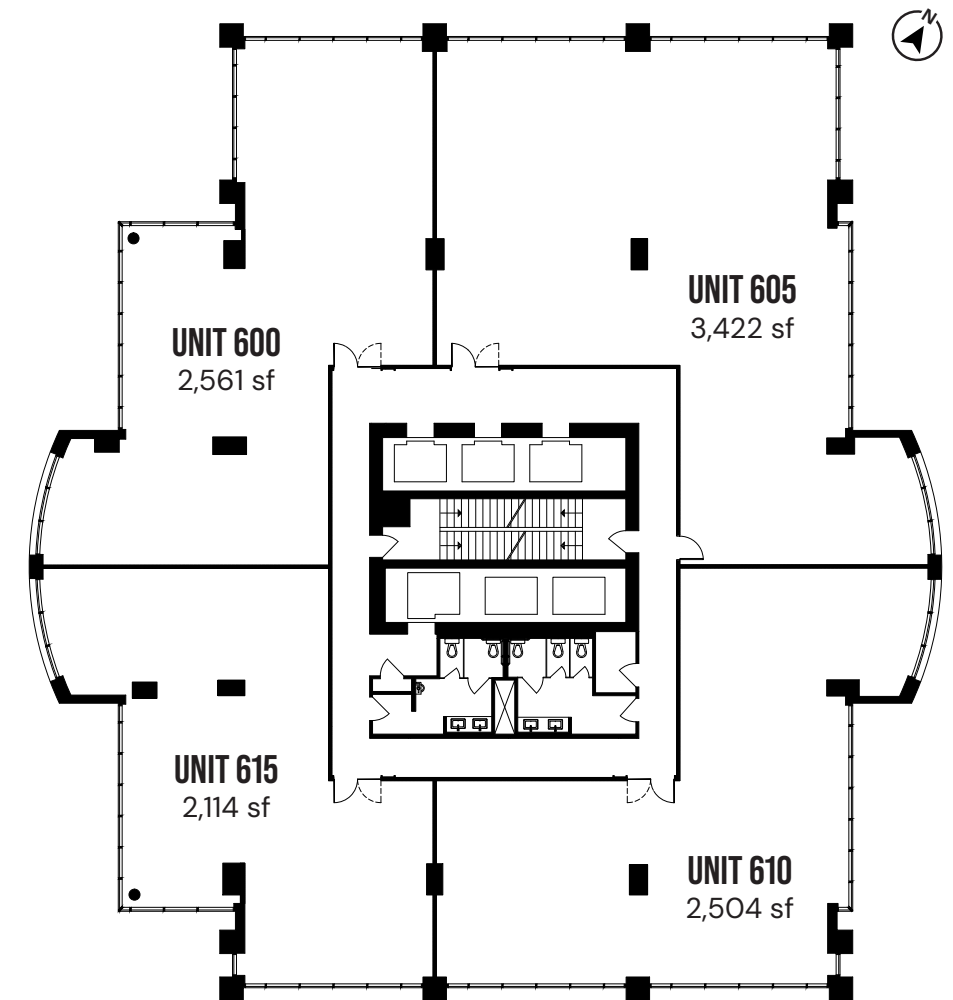 N
UNIT 605
3,422 sf
UNIT 600
2,561 sf
UNIT 615
2,114 sf
UNIT 610
2,504 sf